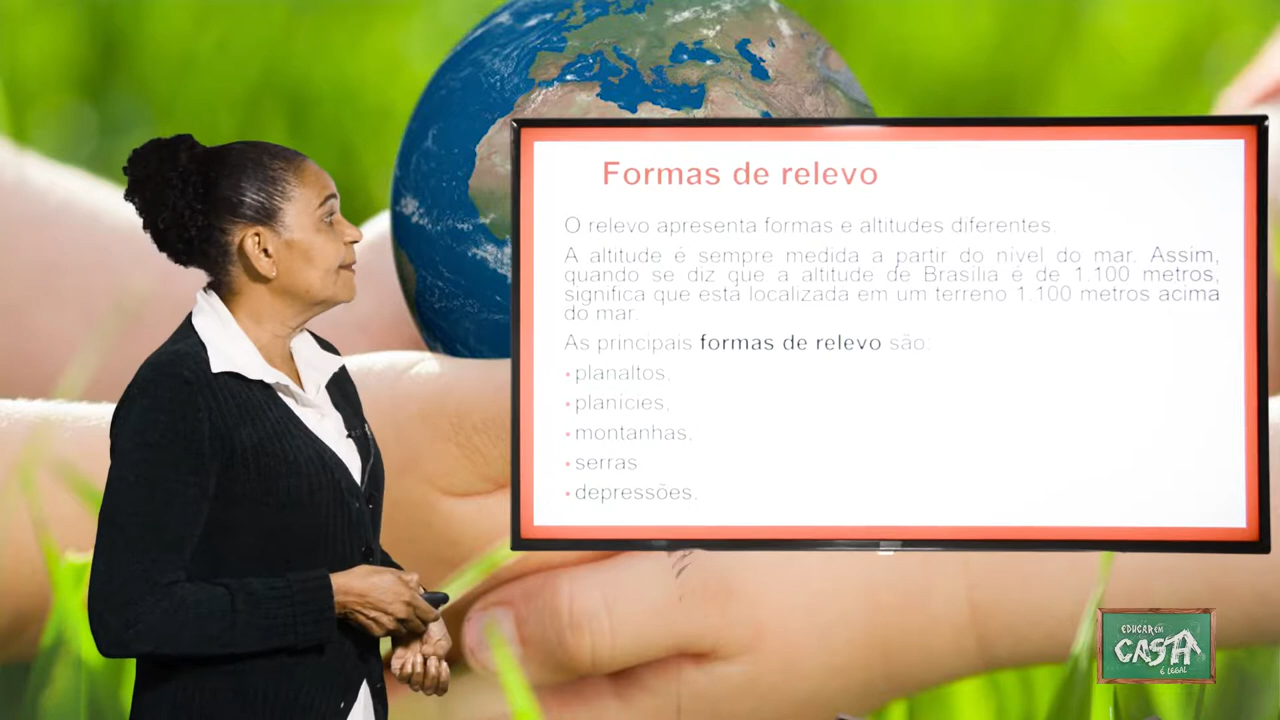 Formas de relevo
O relevo apresenta formas e altitudes diferentes.
A altitude é sempre medida a partir do nível do mar. Assim,
quando se diz que a altitude de Brasília é de 1.100 metros,
significa que está localizada em um terreno 1.100 metros acima
do mar.
As principais formas de relevo são:
• planaltos,
• planícies,
• montanhas,
• serras
• depressões.
EDUCAR EM
CASA
É LEGAL